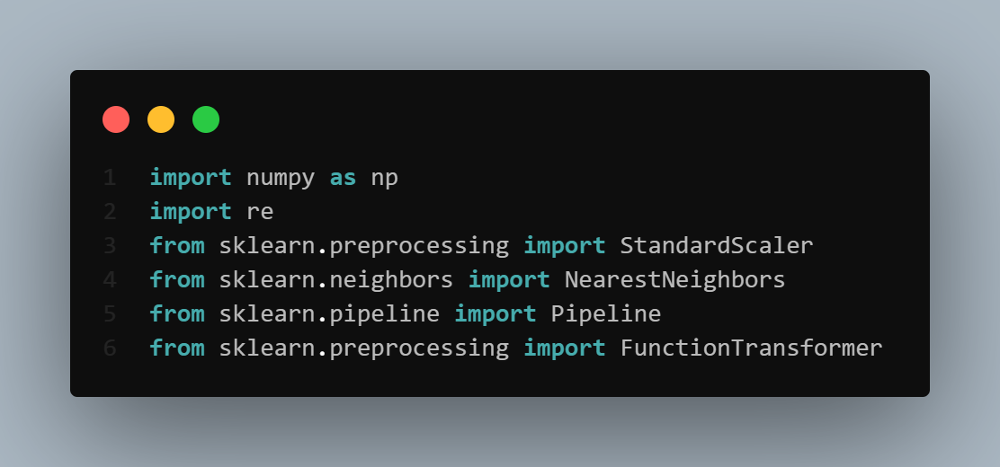 1 import numpy as np
2 import re
3 from sklearn.preprocessing import StandardScaler
4 from sklearn.neighbors import NearestNeighbors
5 from sklearn.pipeline import Pipeline
6 from sklearn.preprocessing import FunctionTransformer